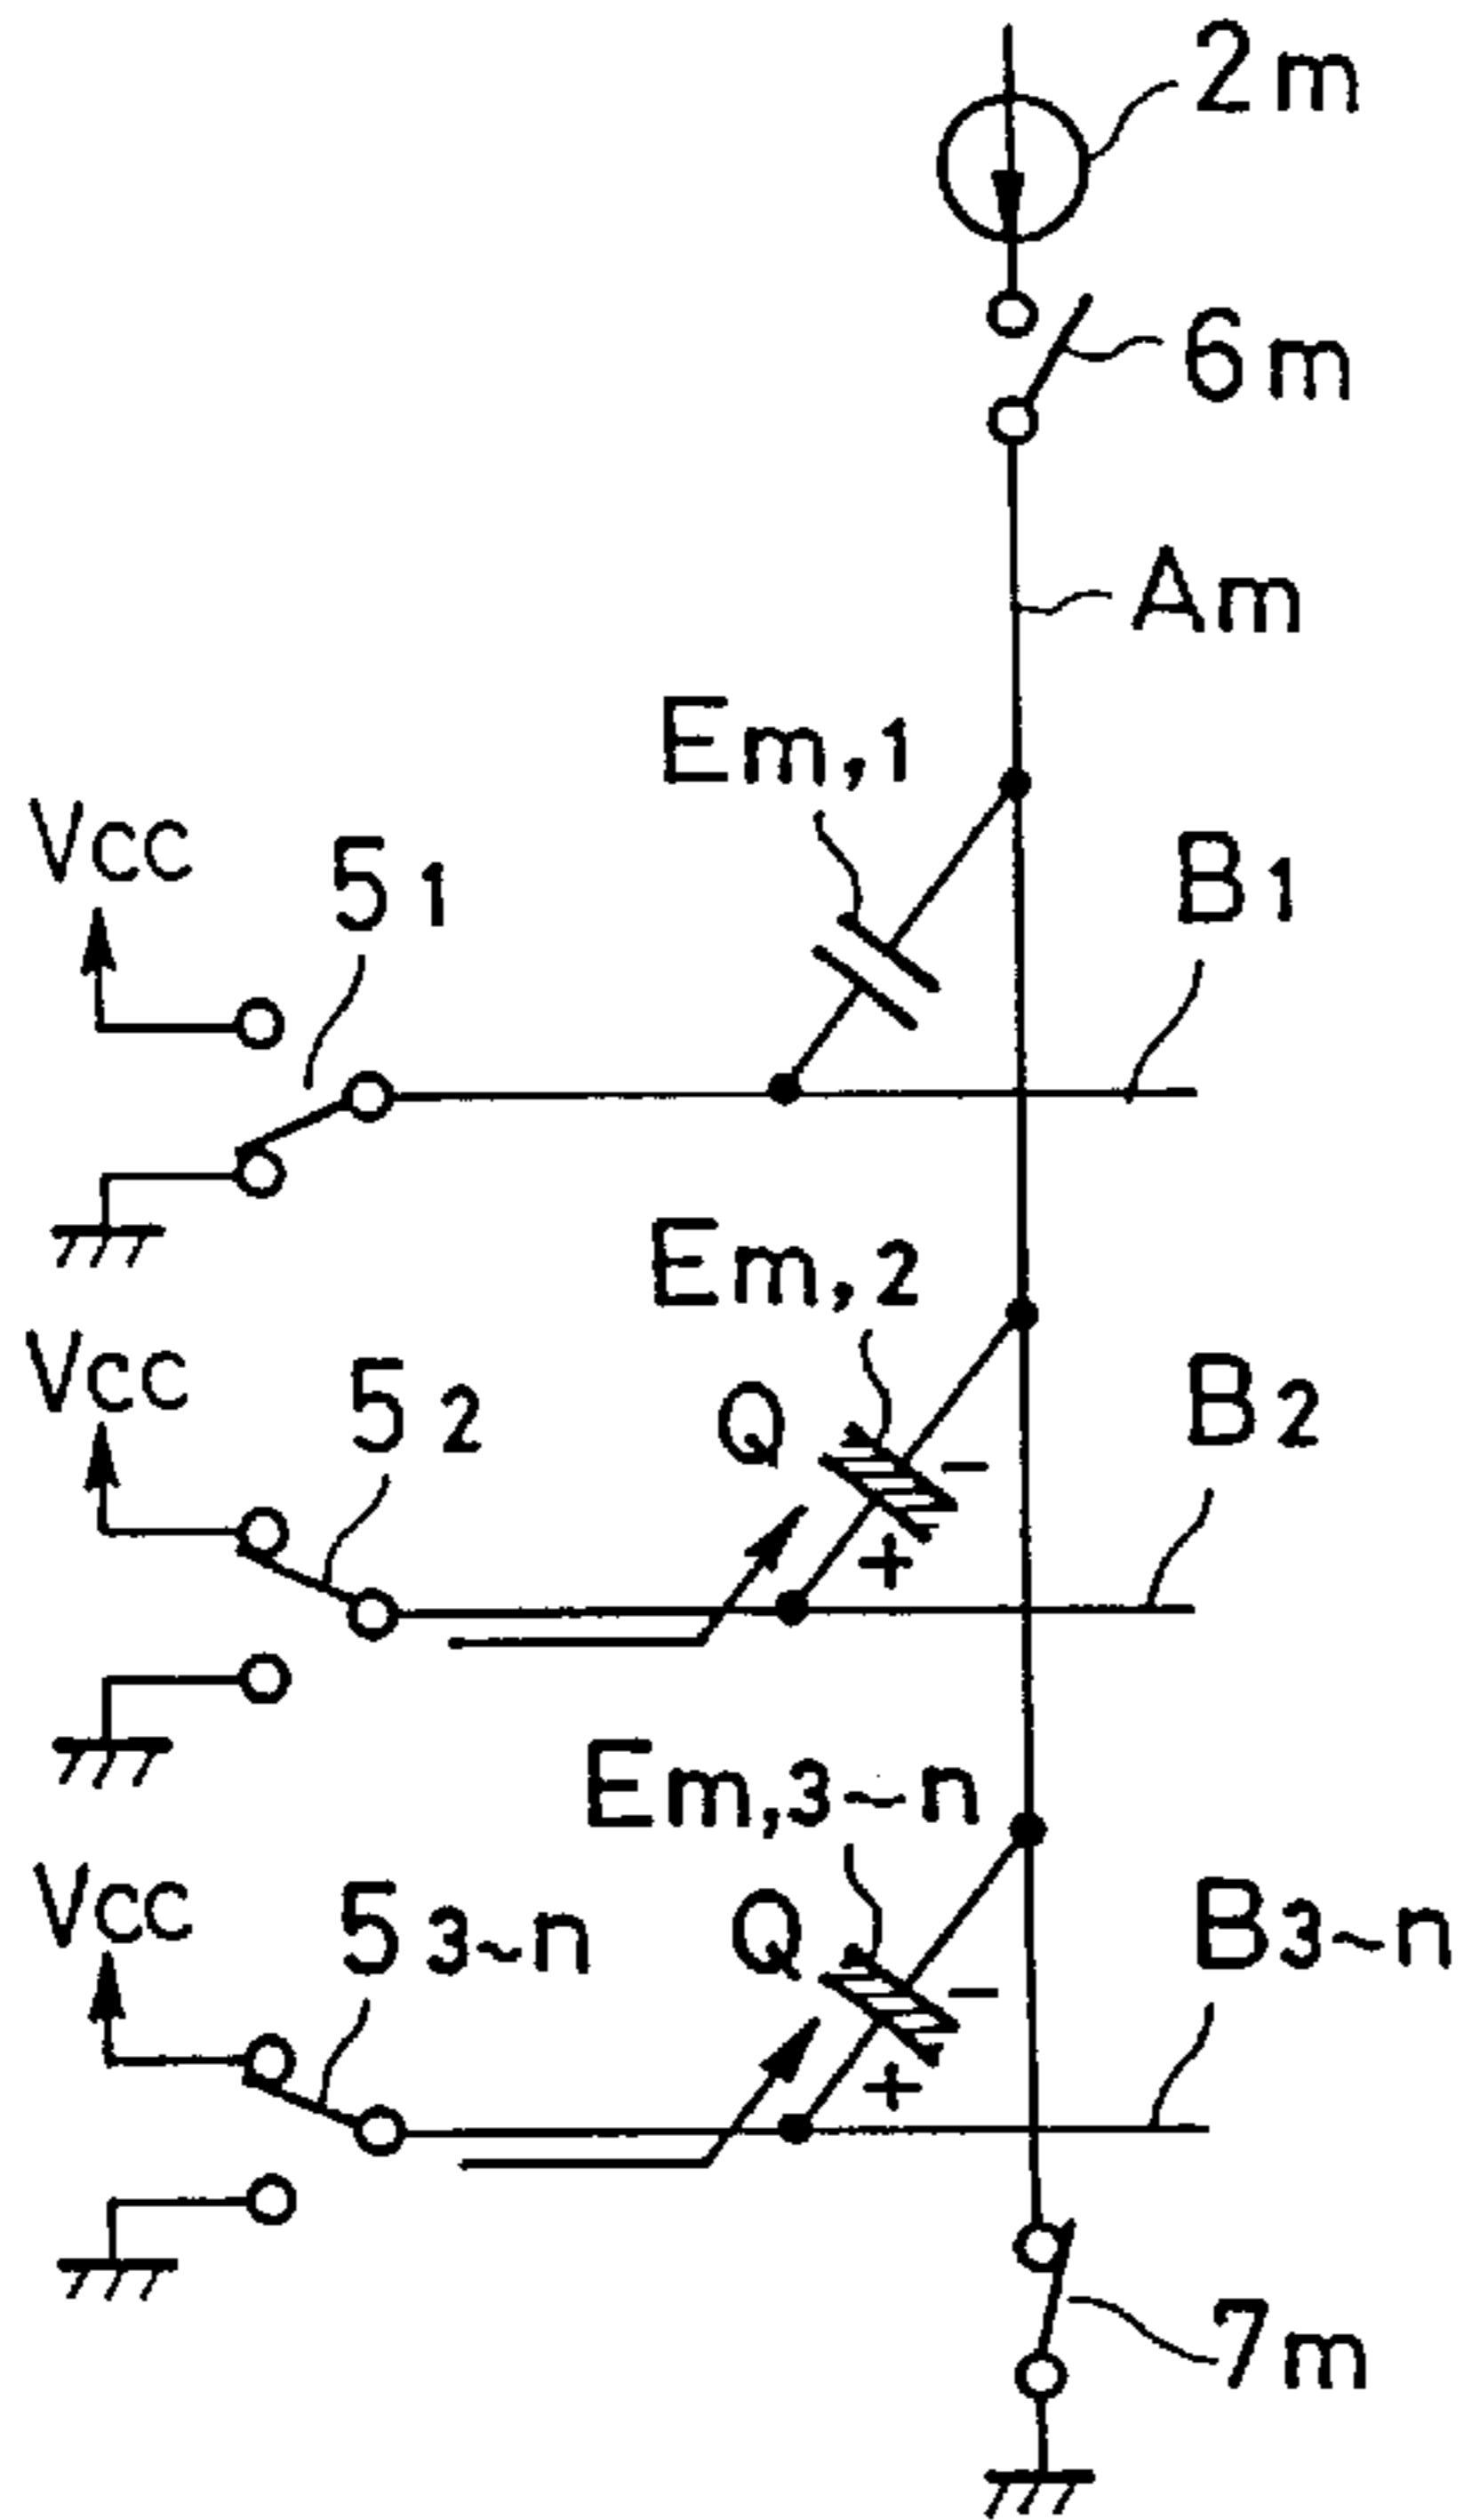 2m
6m
Am
Em,1
Vcc
51
B1
Em,2
Vcc
52
Q
-
B2
+
Em,3~n
Vcc
53~n
Q
-
B3~n
+
7m